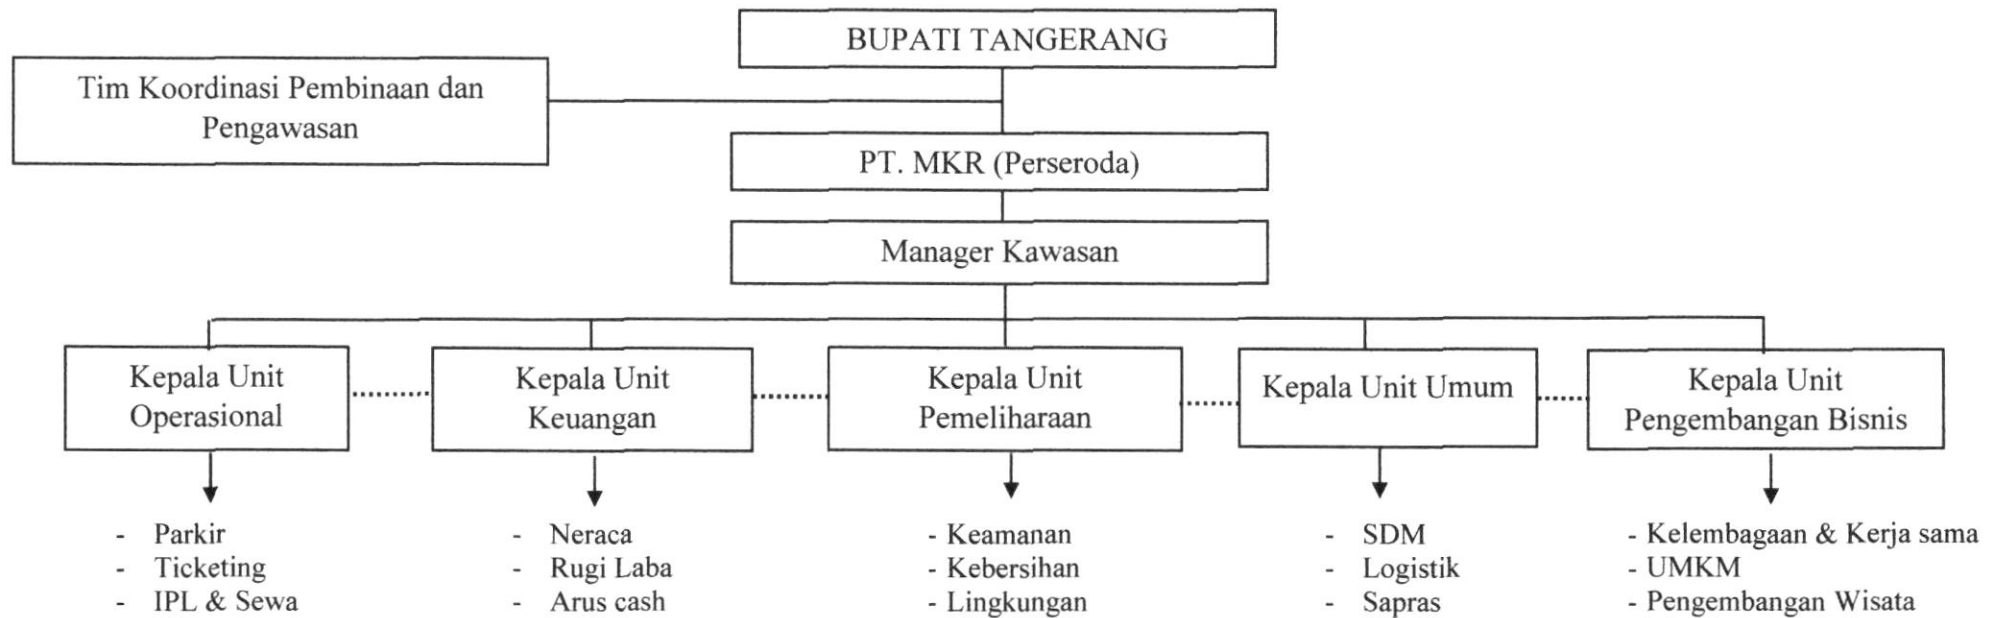 BUPATI TANGERANG
Tim Koordinasi Pembinaan dan
Pengawasan
PT. MKR (Perseroda)
Manager Kawasan
Kepala Unit
Operasional
Kepala Unit
Keuangan
Kepala Unit
Pemeliharaan
Kepala Unit Umum
Kepala Unit
Pengembangan Bisnis
- Parkir
- Ticketing
- IPL & Sewa
- Neraca
- Rugi Laba
- Arus cash
- Keamanan
- Kebersihan
- Lingkungan
- SDM
- Logistik
- Sapras
- Kelembagaan & Kerja sama
- UMKM
- Pengembangan Wisata